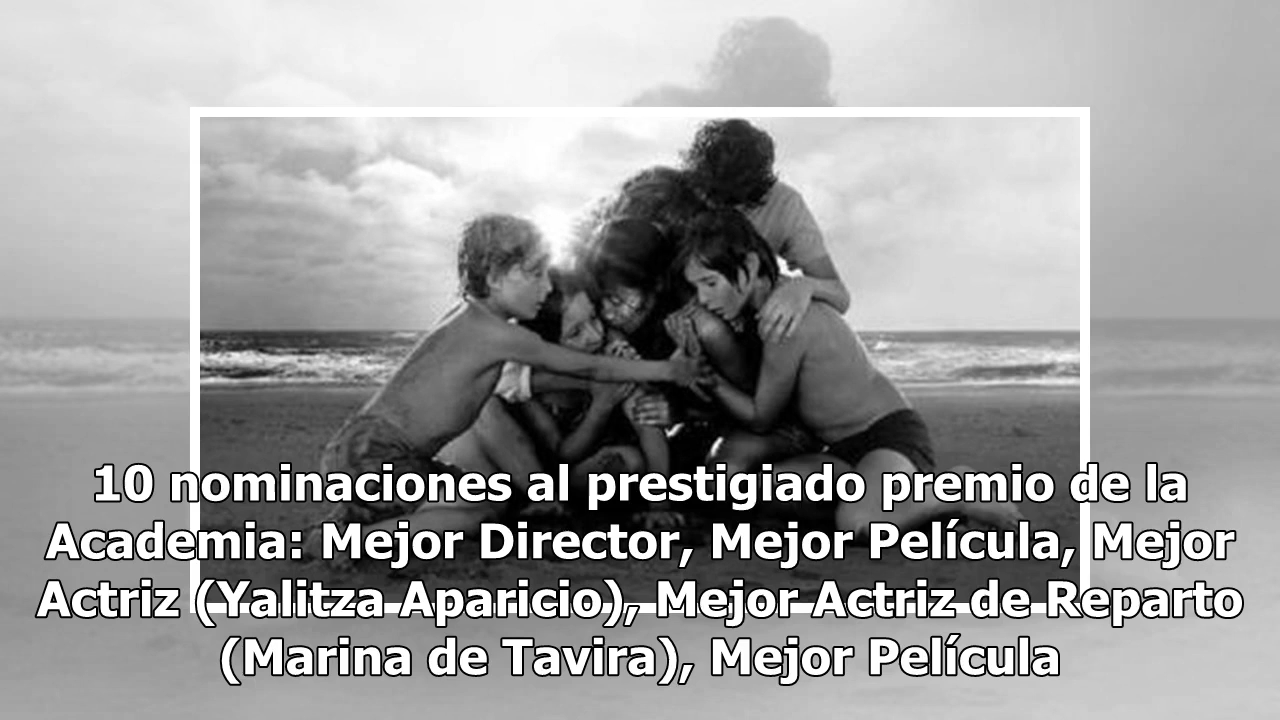 10 nominaciones al prestigiado premio de la
Academia: Mejor Director, Mejor Película, Mejor
Actriz (Yalitza Aparicio), Mejor Actriz de Reparto
(Marina de Tavira), Mejor Película